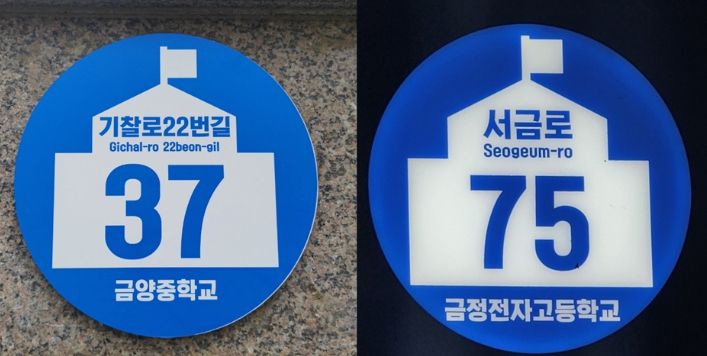 기찰로22번길
Gichal-ro 22beon-gil
37
금양중학교
서금로
Seogeum-ro
75
금정전자고등학교